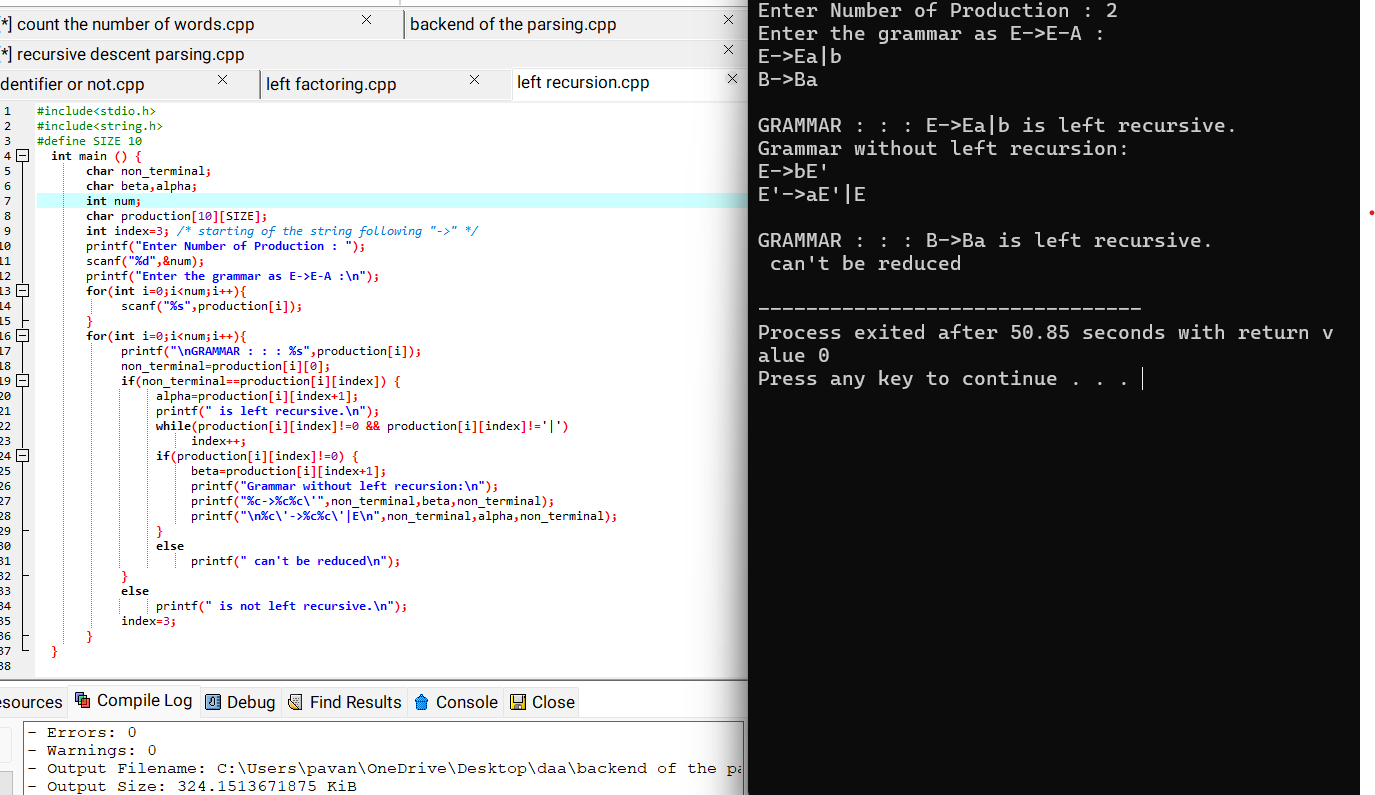 *] count the number of words.cpp
backend of the parsing.cpp
*] recursive descent parsing.cpp
dentifier or not.cpp
left factoring.cpp
left recursion.cpp
1 #include<stdio.h>
2 #include<string.h>
3 #define SIZE 10
4 int main () {
5 char non_terminal;
6 char beta,alpha;
7 int num;
8 char production[10][SIZE];
9 int index=3; /* starting of the string following "->" */
10 printf("Enter Number of Production : ");
11 scanf("%d",&num);
12 printf("Enter the grammar as E->E-A :\n");
13 for(int i=0;i<num;i++){
14 scanf("%s",production[i]);
15 }
16 for(int i=0;i<num;i++){
17 printf("\nGRAMMAR : : : %s",production[i]);
18 non_terminal=production[i][0];
19 if(non_terminal==production[i][index]) {
20 alpha=production[i][index+1];
21 printf(" is left recursive.\n");
22 while(production[i][index]!=0 && production[i][index]!='|')
23 index++;
24 if(production[i][index]!=0) {
25 beta=production[i][index+1];
26 printf("Grammar without left recursion:\n");
27 printf("%c->%c%c\'",non_terminal,beta,non_terminal);
28 printf("\n%c\'->%c%c\'|E\n",non_terminal,alpha,non_terminal);
29 }
30 else
31 printf(" can't be reduced\n");
32 }
33 else
34 printf(" is not left recursive.\n");
35 index=3;
36 }
37 }
38
esources Compile Log Debug Find Results Console Close
- Errors: 0
- Warnings: 0
- Output Filename: C:\Users\pavan\OneDrive\Desktop\daa\backend of the pa
- Output Size: 324.1513671875 KiB
Enter Number of Production : 2
Enter the grammar as E->E-A :
E->Ea|b
B->Ba
GRAMMAR : : : E->Ea|b is left recursive.
Grammar without left recursion:
E->bE'
E'->aE'|E
GRAMMAR : : : B->Ba is left recursive.
can't be reduced
--------------------------------
Process exited after 50.85 seconds with return v
alue 0
Press any key to continue . . .